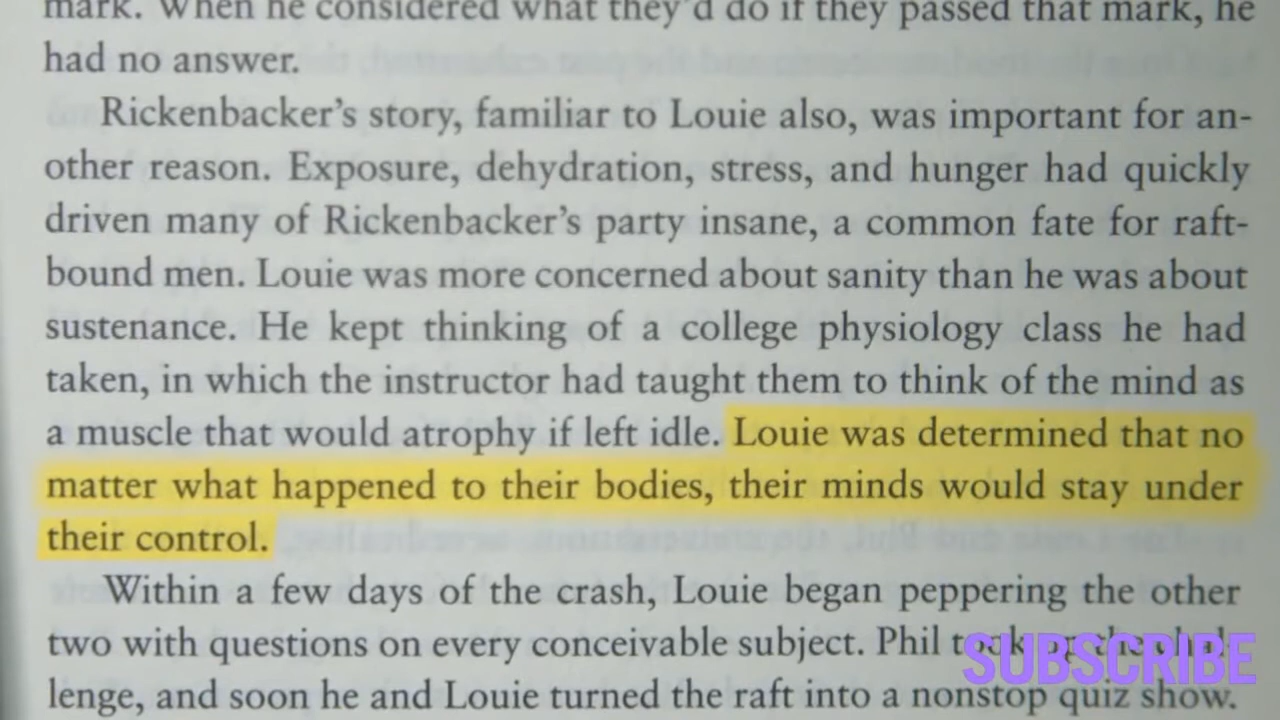 mark. When he considered what they'd do if they passed that mark, he
had no answer.
Rickenbacker's story, familiar to Louie also, was important for an-
other reason. Exposure, dehydration, stress, and hunger had quickly
driven many of Rickenbacker's party insane, a common fate for raft-
bound men. Louie was more concerned about sanity than he was about
sustenance. He kept thinking of a college physiology class he had
taken, in which the instructor had taught them to think of the mind as
a muscle that would atrophy if left idle. Louie was determined that no
matter what happened to their bodies, their minds would stay under
their control.
Within a few days of the crash, Louie began peppering the other
two with questions on every conceivable subject. Phil took up the chal-
lenge, and soon he and Louie turned the raft into a nonstop quiz show.
SUBSCRIBE